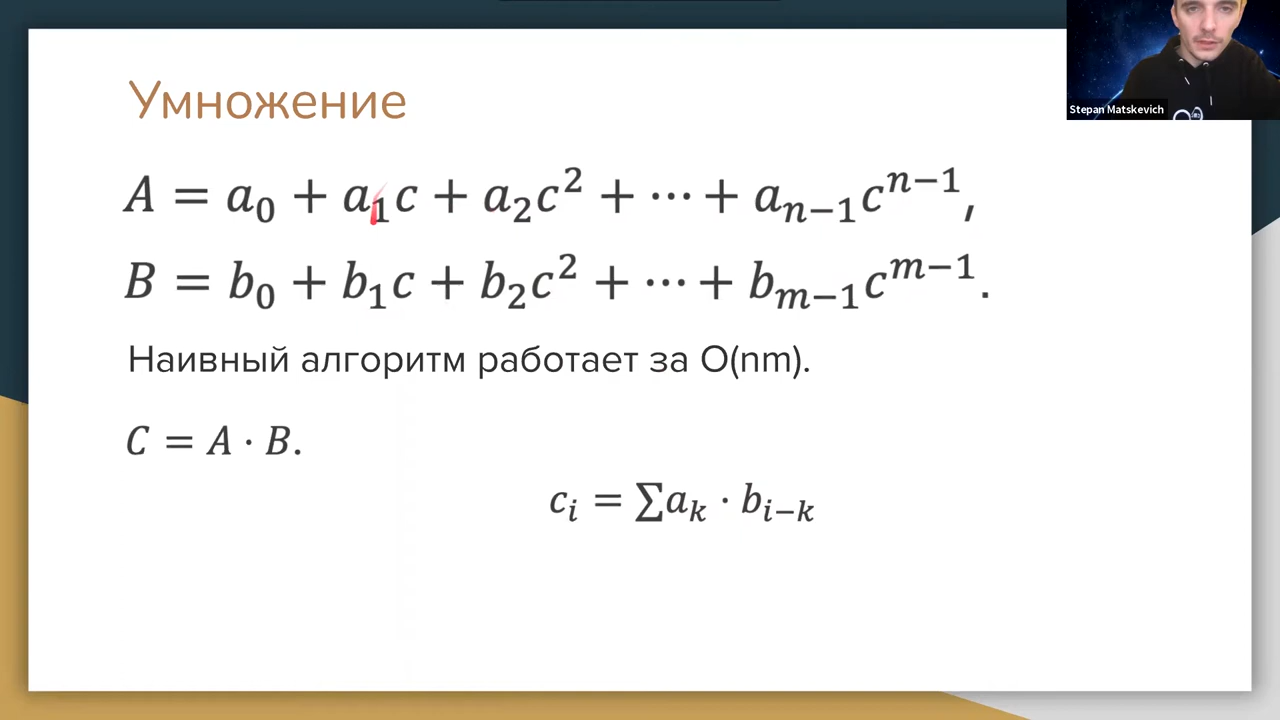 Умножение
Stepan Matskevich
A = a₀ + a₁c + a₂c² + ⋯ + aₙ₋₁cⁿ⁻¹,
B = b₀ + b₁c + b₂c² + ⋯ + bₘ₋₁cᵐ⁻¹.
Наивный алгоритм работает за O(nm).
C = A · B.
cᵢ = ∑aₖ · bᵢ₋ₖ